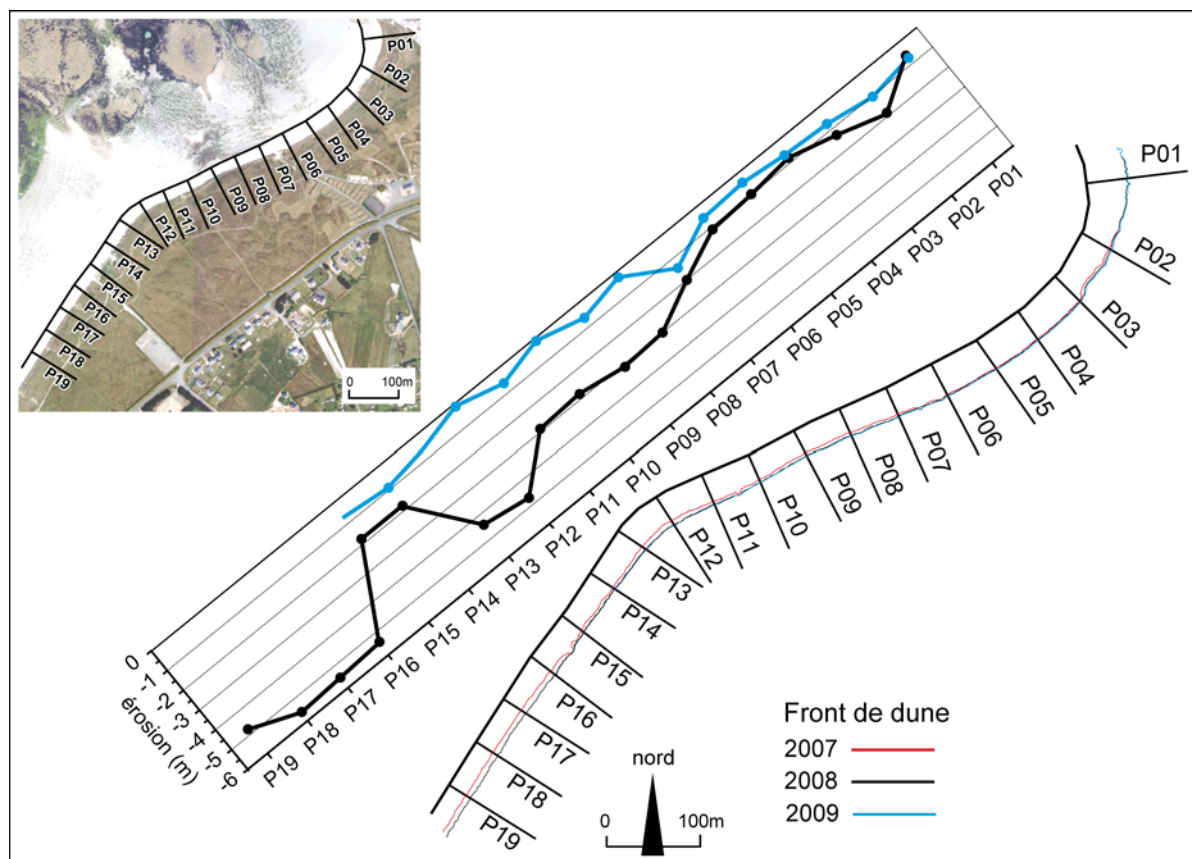 P01
P02
P03
P04
P05
P06
P07
P08
P09
P10
P11
P12
P13
P14
P15
P16
P17
P18
P19
0 100m
0
-1
-2
-3
-4
-5
-6
érosion (m)
P19
P18
P17
P16
P15
P14
P13
P12
P11
P10
P09
P08
P07
P06
P05
P04
P03
P02
P01
P01
P02
P03
P04
P05
P06
P07
P08
P09
P10
P11
P12
P13
P14
P15
P16
P17
P18
P19
nord
0 100m
Front de dune
2007
2008
2009